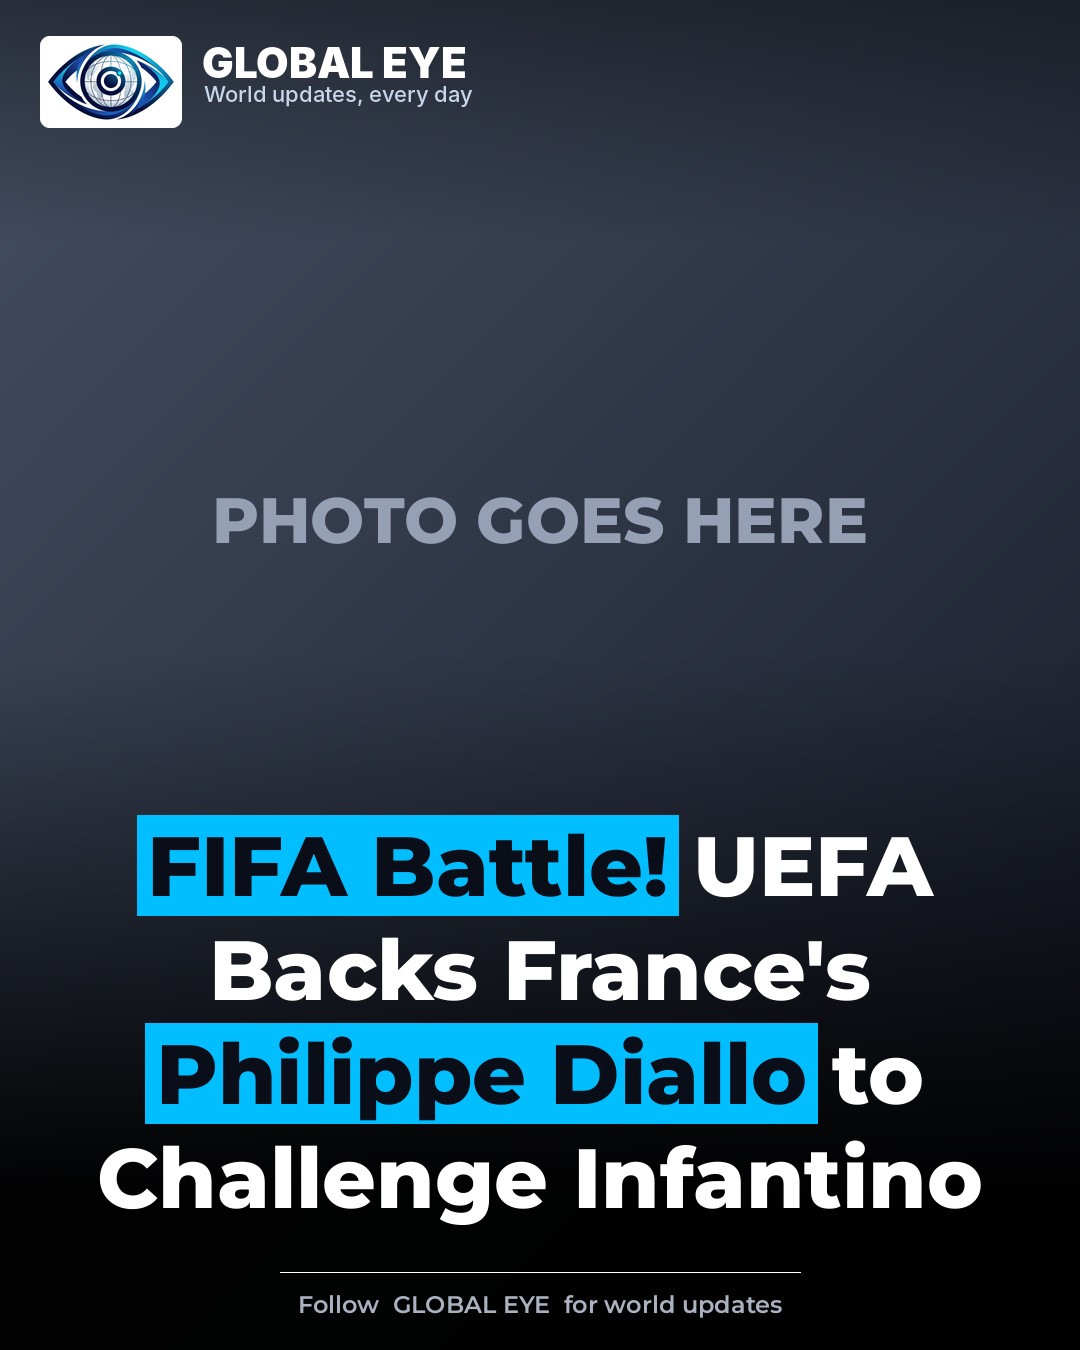 GLOBAL EYE
World updates, every day
PHOTO GOES HERE
FIFA Battle! UEFA
Backs France's
Philippe Diallo to
Challenge Infantino
Follow GLOBAL EYE for world updates